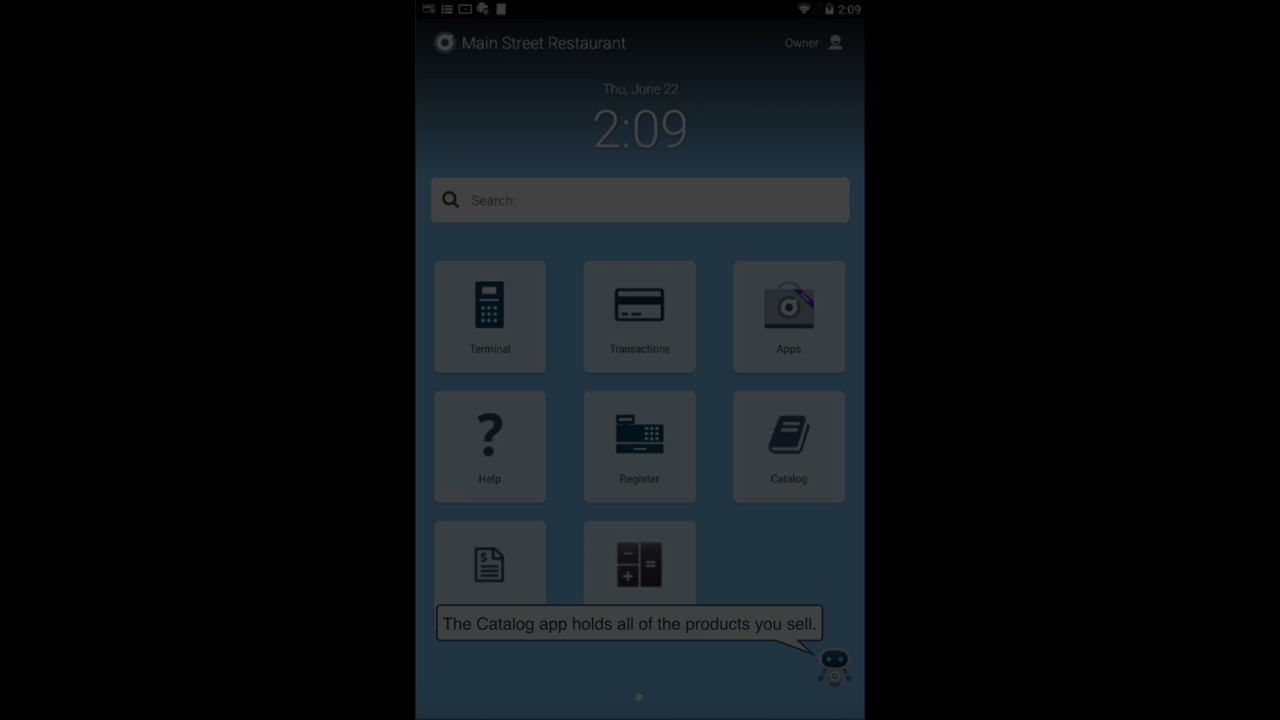 2:09
Main Street Restaurant
Owner
Thu, June 22
2:09
Search:
Terminal
Transactions
Apps
Help
Register
Catalog
The Catalog app holds all of the products you sell.